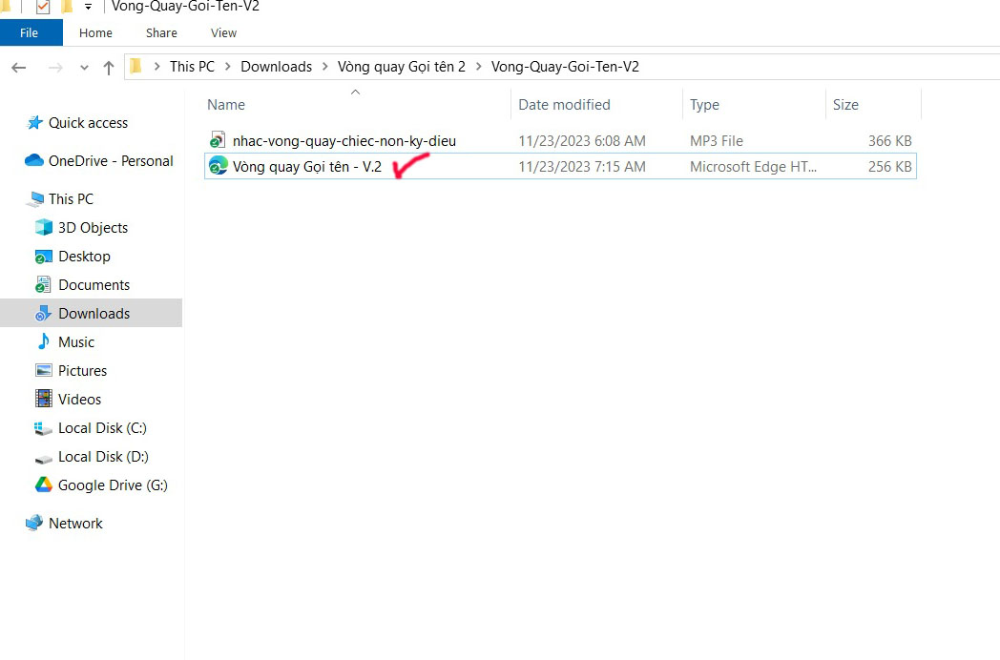 Vong-Quay-Goi-Ten-V2
File Home Share View
This PC Downloads Vòng quay Gọi tên 2 Vong-Quay-Goi-Ten-V2
Name Date modified Type Size
Quick access
nhac-vong-quay-chiec-non-ky-dieu 11/23/2023 6:08 AM MP3 File 366 KB
OneDrive - Personal
Vòng quay Gọi tên - V.2 11/23/2023 7:15 AM Microsoft Edge HT... 256 KB
This PC
3D Objects
Desktop
Documents
Downloads
Music
Pictures
Videos
Local Disk (C:)
Local Disk (D:)
Google Drive (G:)
Network